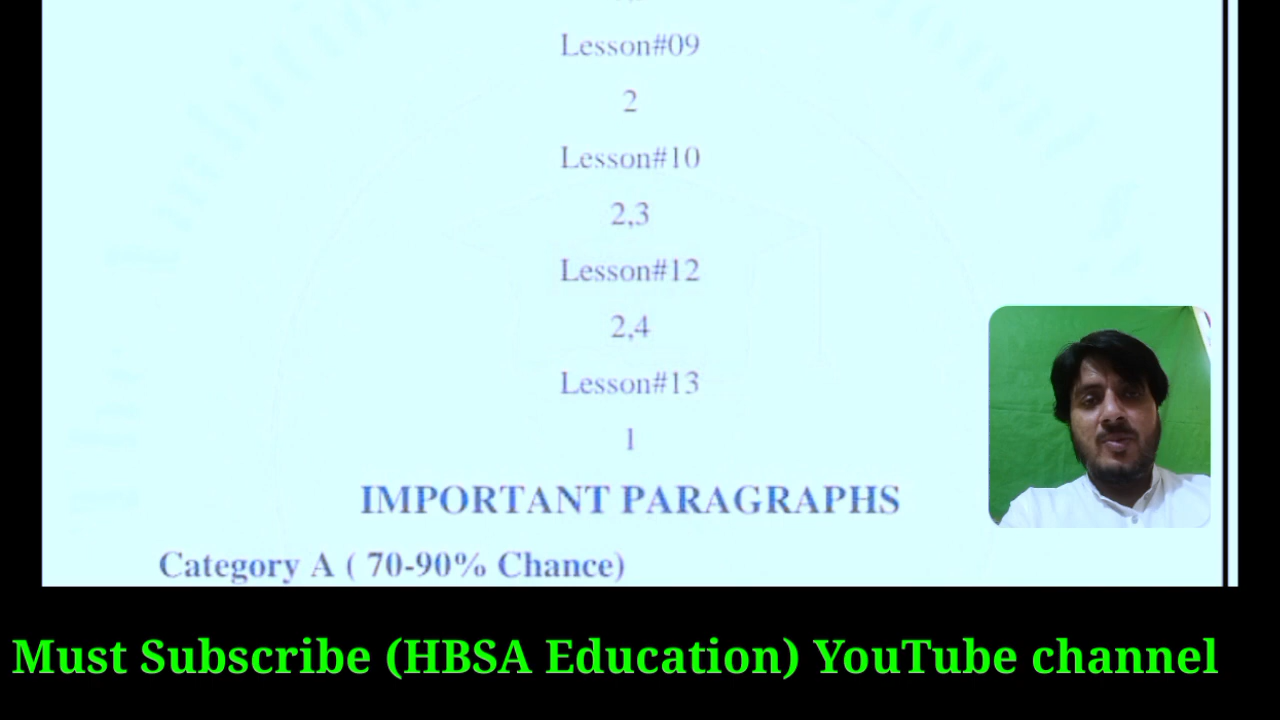 Lesson#09
2
Lesson#10
2,3
Lesson#12
2,4
Lesson#13
1
IMPORTANT PARAGRAPHS
Category A ( 70-90% Chance)
Must Subscribe (HBSA Education) YouTube channel